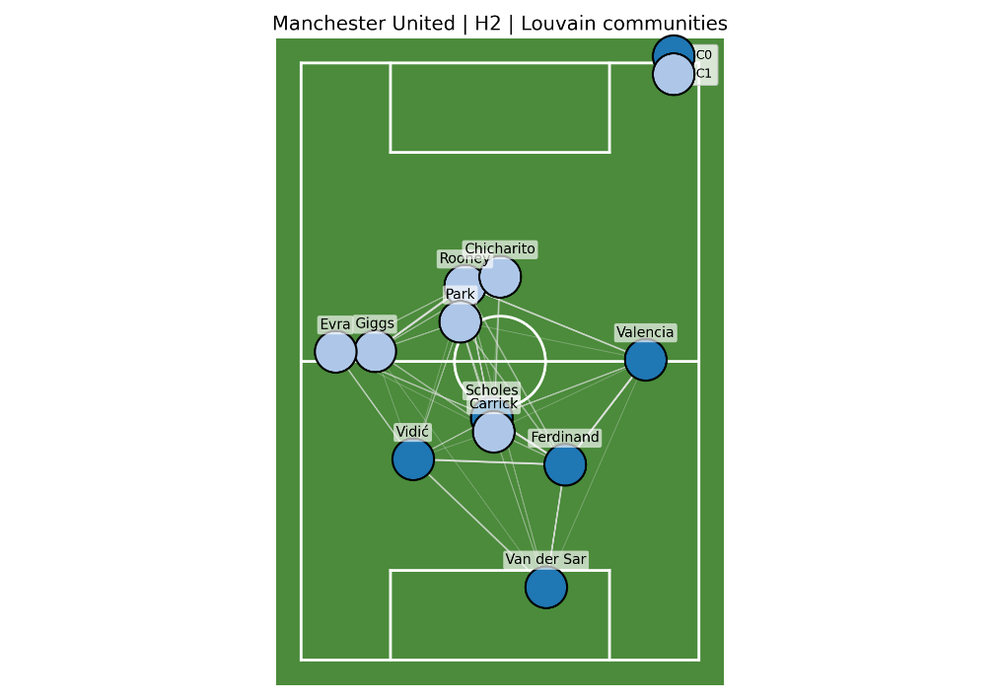 Manchester United | H2 | Louvain communities
C0
C1
Chicharito
Rooney
Park
Evra
Giggs
Valencia
Scholes
Carrick
Vidić
Ferdinand
Van der Sar